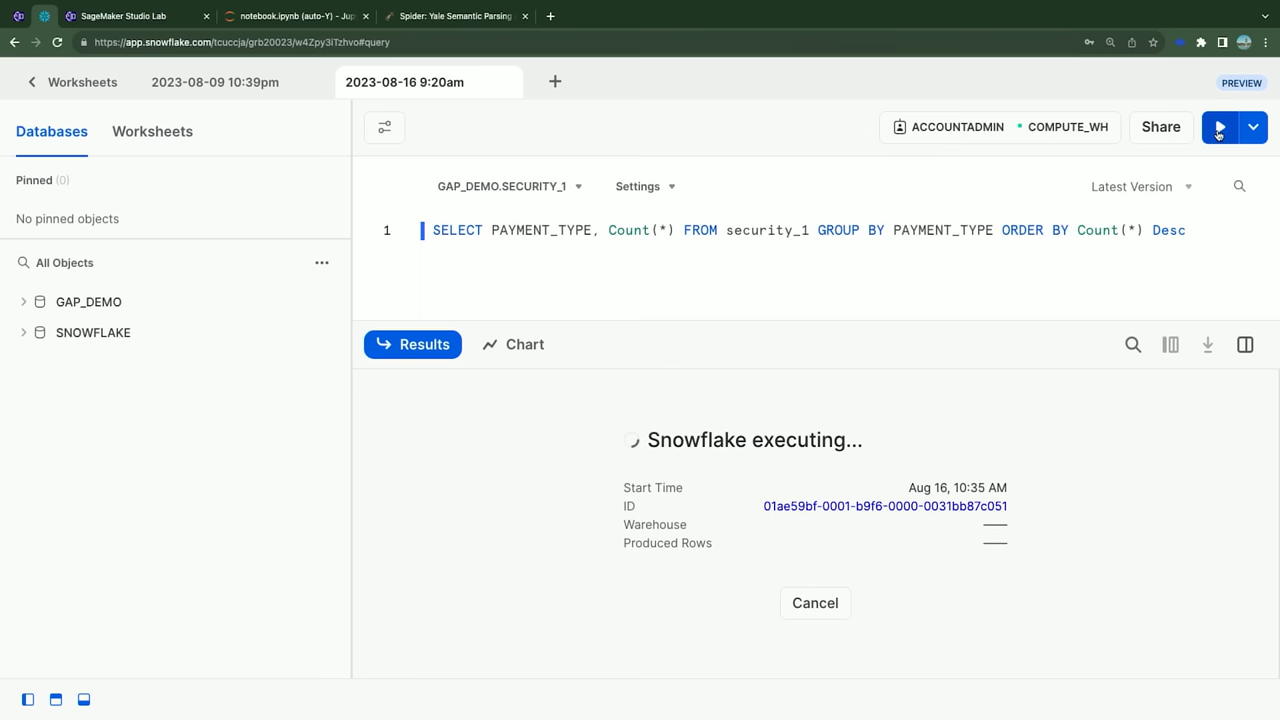 SageMaker Studio Lab
notebook.ipynb (auto-Y) - Jup
Spider: Yale Semantic Parsing
https://app.snowflake.com/tcuccja/grb20023/w4Zpy3iTzhvo#query
Worksheets
2023-08-09 10:39pm
2023-08-16 9:20am
PREVIEW
Databases
Worksheets
ACCOUNTADMIN
COMPUTE_WH
Share
Pinned (0)
No pinned objects
All Objects
GAP_DEMO
SNOWFLAKE
GAP_DEMO.SECURITY_1
Settings
Latest Version
1
SELECT PAYMENT_TYPE, Count(*) FROM security_1 GROUP BY PAYMENT_TYPE ORDER BY Count(*) Desc
Results
Chart
Snowflake executing...
Start Time
Aug 16, 10:35 AM
ID
01ae59bf-0001-b9f6-0000-0031bb87c051
Warehouse
Produced Rows
Cancel